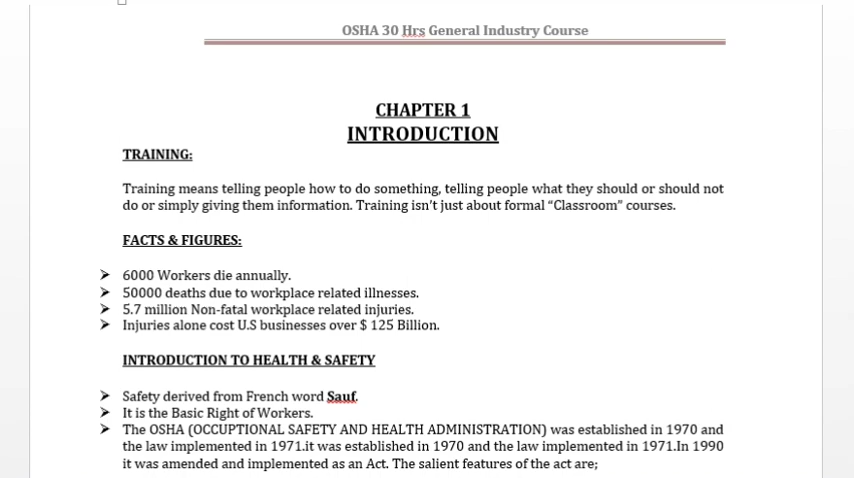 OSHA 30 Hrs General Industry Course
CHAPTER 1
INTRODUCTION
TRAINING:
Training means telling people how to do something, telling people what they should or should not
do or simply giving them information. Training isn't just about formal “Classroom” courses.
FACTS & FIGURES:
➢ 6000 Workers die annually.
➢ 50000 deaths due to workplace related illnesses.
➢ 5.7 million Non-fatal workplace related injuries.
➢ Injuries alone cost U.S businesses over $ 125 Billion.
INTRODUCTION TO HEALTH & SAFETY
➢ Safety derived from French word Sauf.
➢ It is the Basic Right of Workers.
➢ The OSHA (OCCUPTIONAL SAFETY AND HEALTH ADMINISTRATION) was established in 1970 and
the law implemented in 1971.it was established in 1970 and the law implemented in 1971.In 1990
it was amended and implemented as an Act. The salient features of the act are;